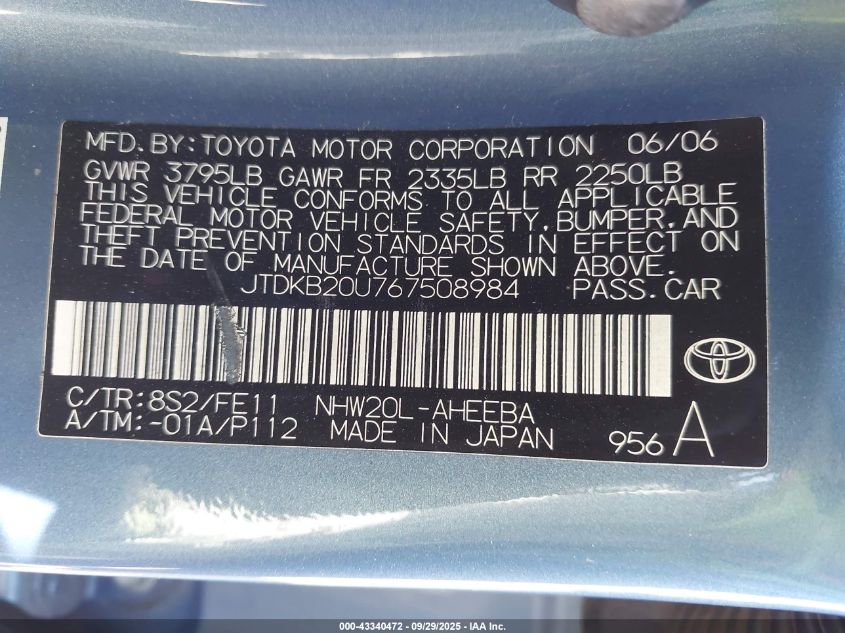 MFD. BY: TOYOTA MOTOR CORPORATION 06/06
GVWR 3795LB GAWR FR 2335LB RR 2250LB
THIS VEHICLE CONFORMS TO ALL APPLICABLE
FEDERAL MOTOR VEHICLE SAFETY, BUMPER, AND
THEFT PREVENTION STANDARDS IN EFFECT ON
THE DATE OF MANUFACTURE SHOWN ABOVE.
JTDKB20U767508984 PASS. CAR
C/TR: 8S2/FE11 NHW20L-AHEEBA
A/TM: -01A/P112 MADE IN JAPAN 956 A
000-43340472 - 09/29/2025 - IAA Inc.